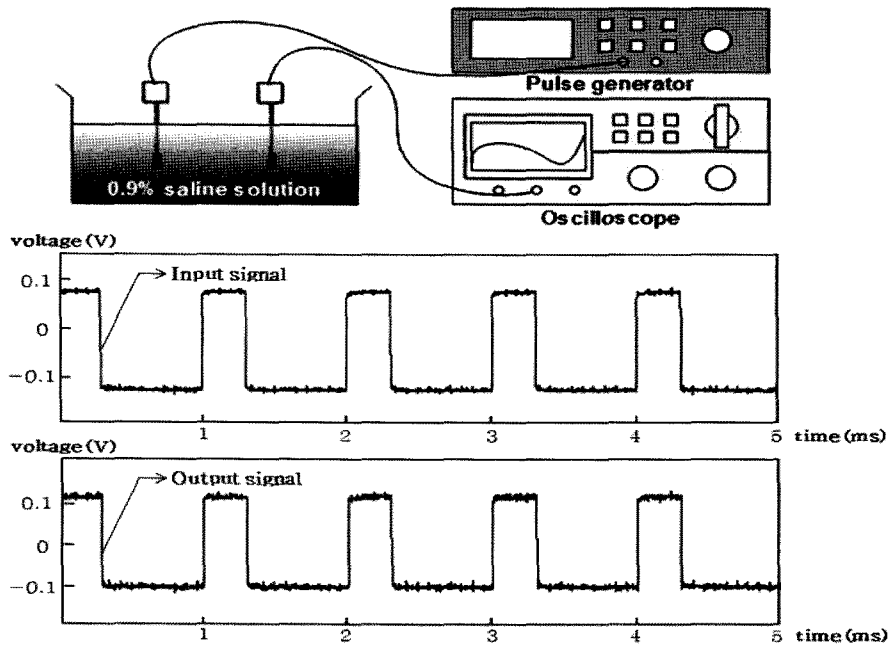 Pulse generator
0.9% saline solution
Oscilloscope
voltage(V)
Input signal
0.1
0
−0.1
1 2 3 4 5 time(ms)
voltage(V)
Output signal
0.1
0
−0.1
1 2 3 4 5 time(ms)